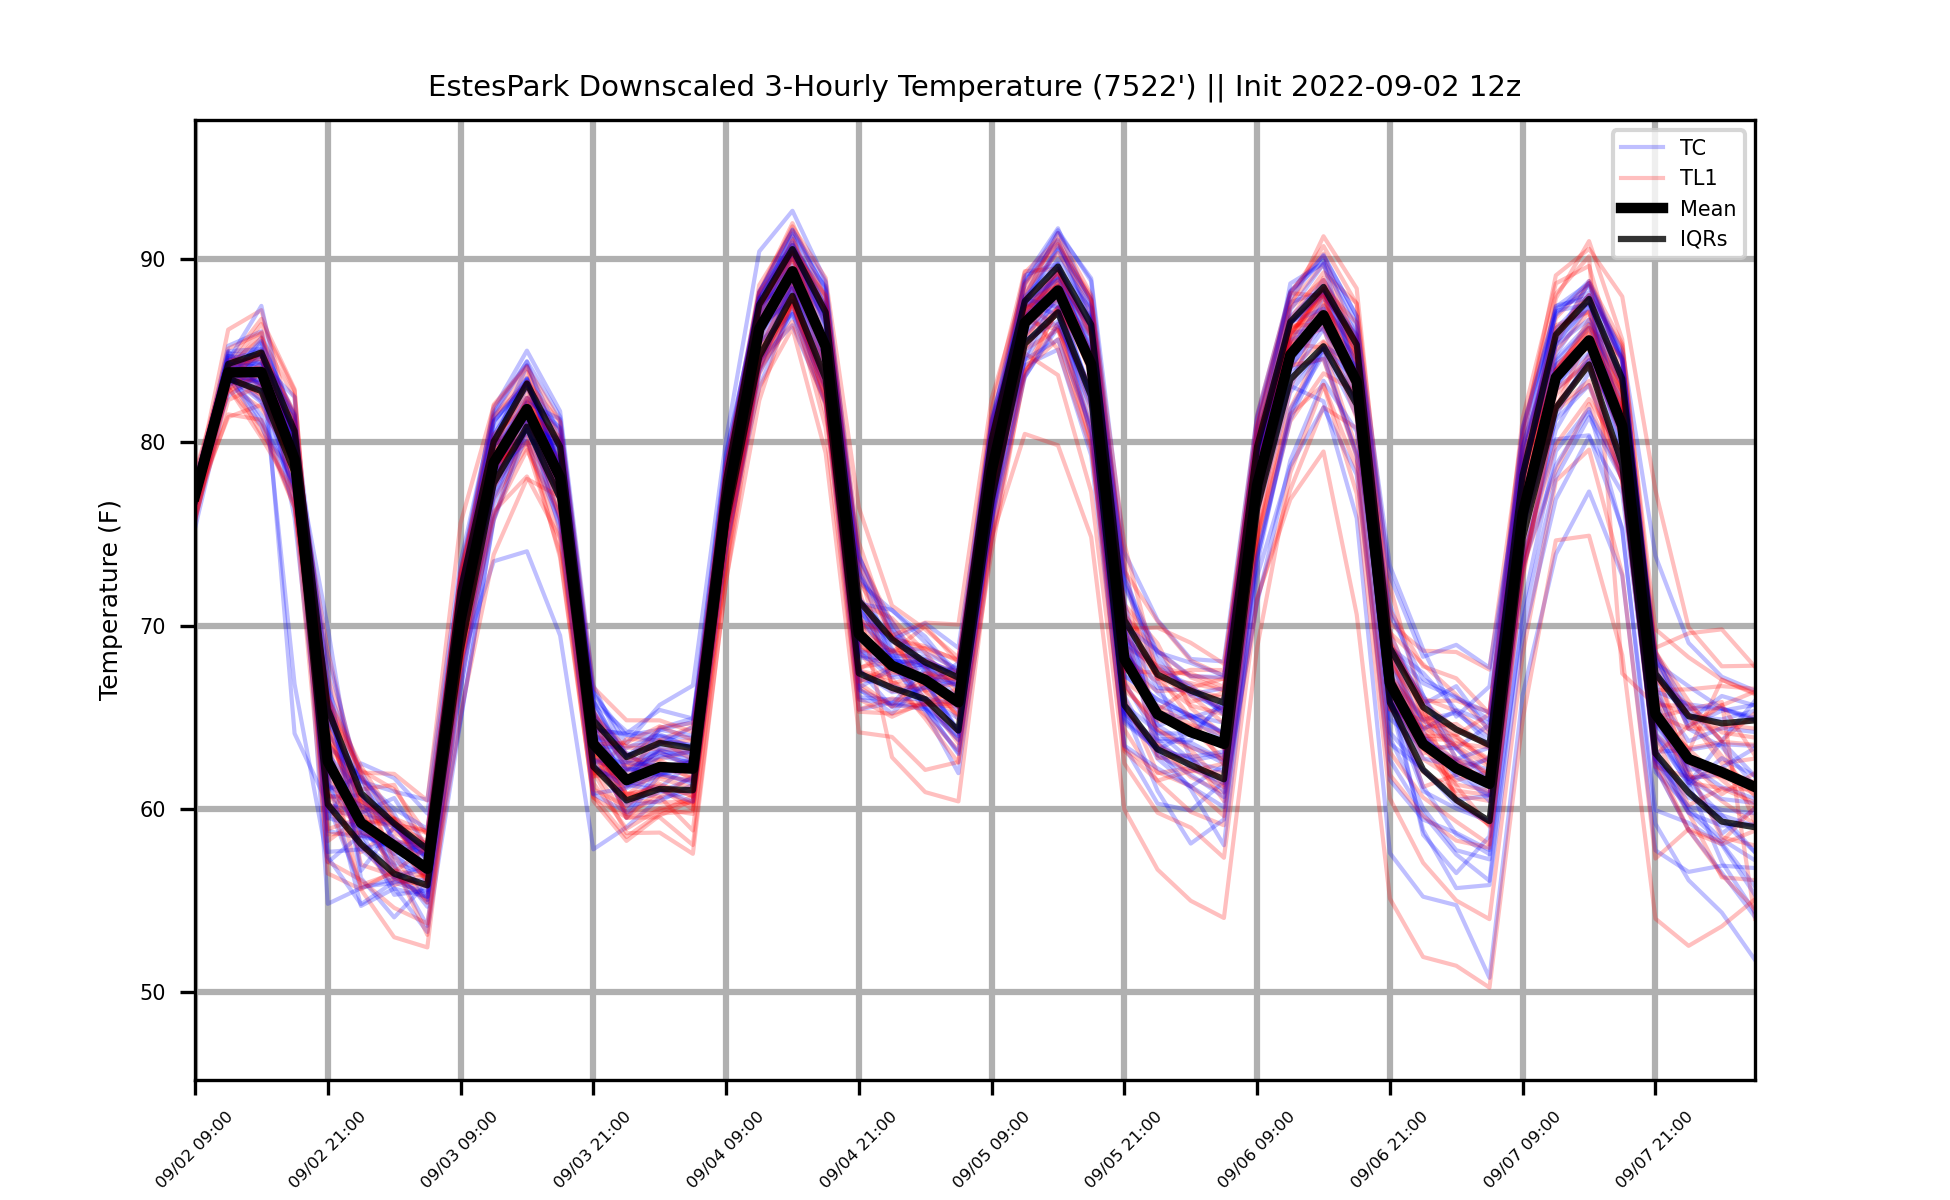 EstesPark Downscaled 3-Hourly Temperature (7522') || Init 2022-09-02 12z
TC
TL1
Mean
IQRs
Temperature (F)
90
80
70
60
50
09/02 09:00
09/02 21:00
09/03 09:00
09/03 21:00
09/04 09:00
09/04 21:00
09/05 09:00
09/05 21:00
09/06 09:00
09/06 21:00
09/07 09:00
09/07 21:00